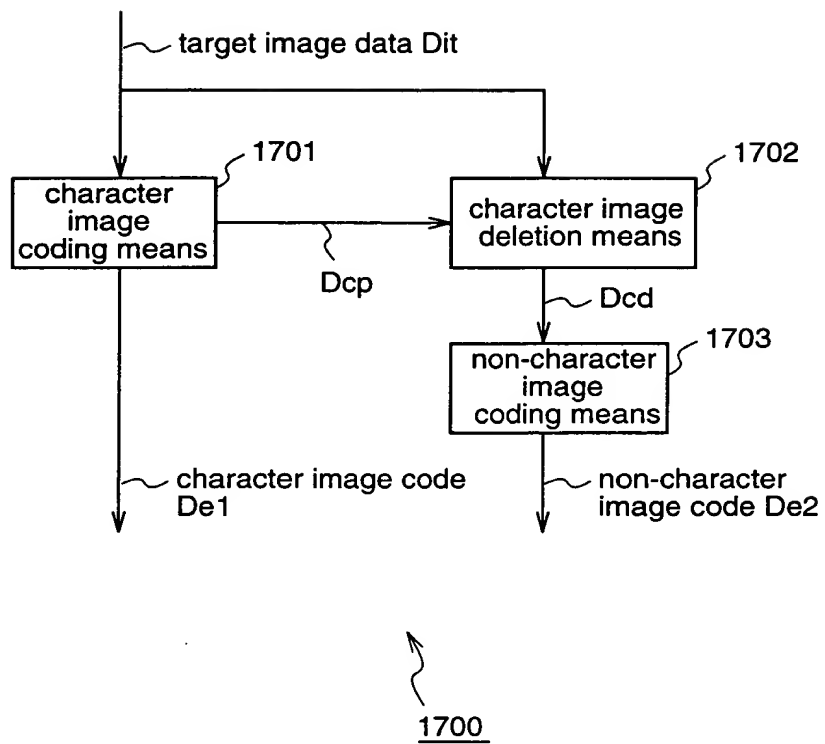 target image data Dit
1701
1702
character
image
coding means
character image
deletion means
Dcp
Dcd
1703
non-character
image
coding means
character image code
De1
non-character
image code De2
1700